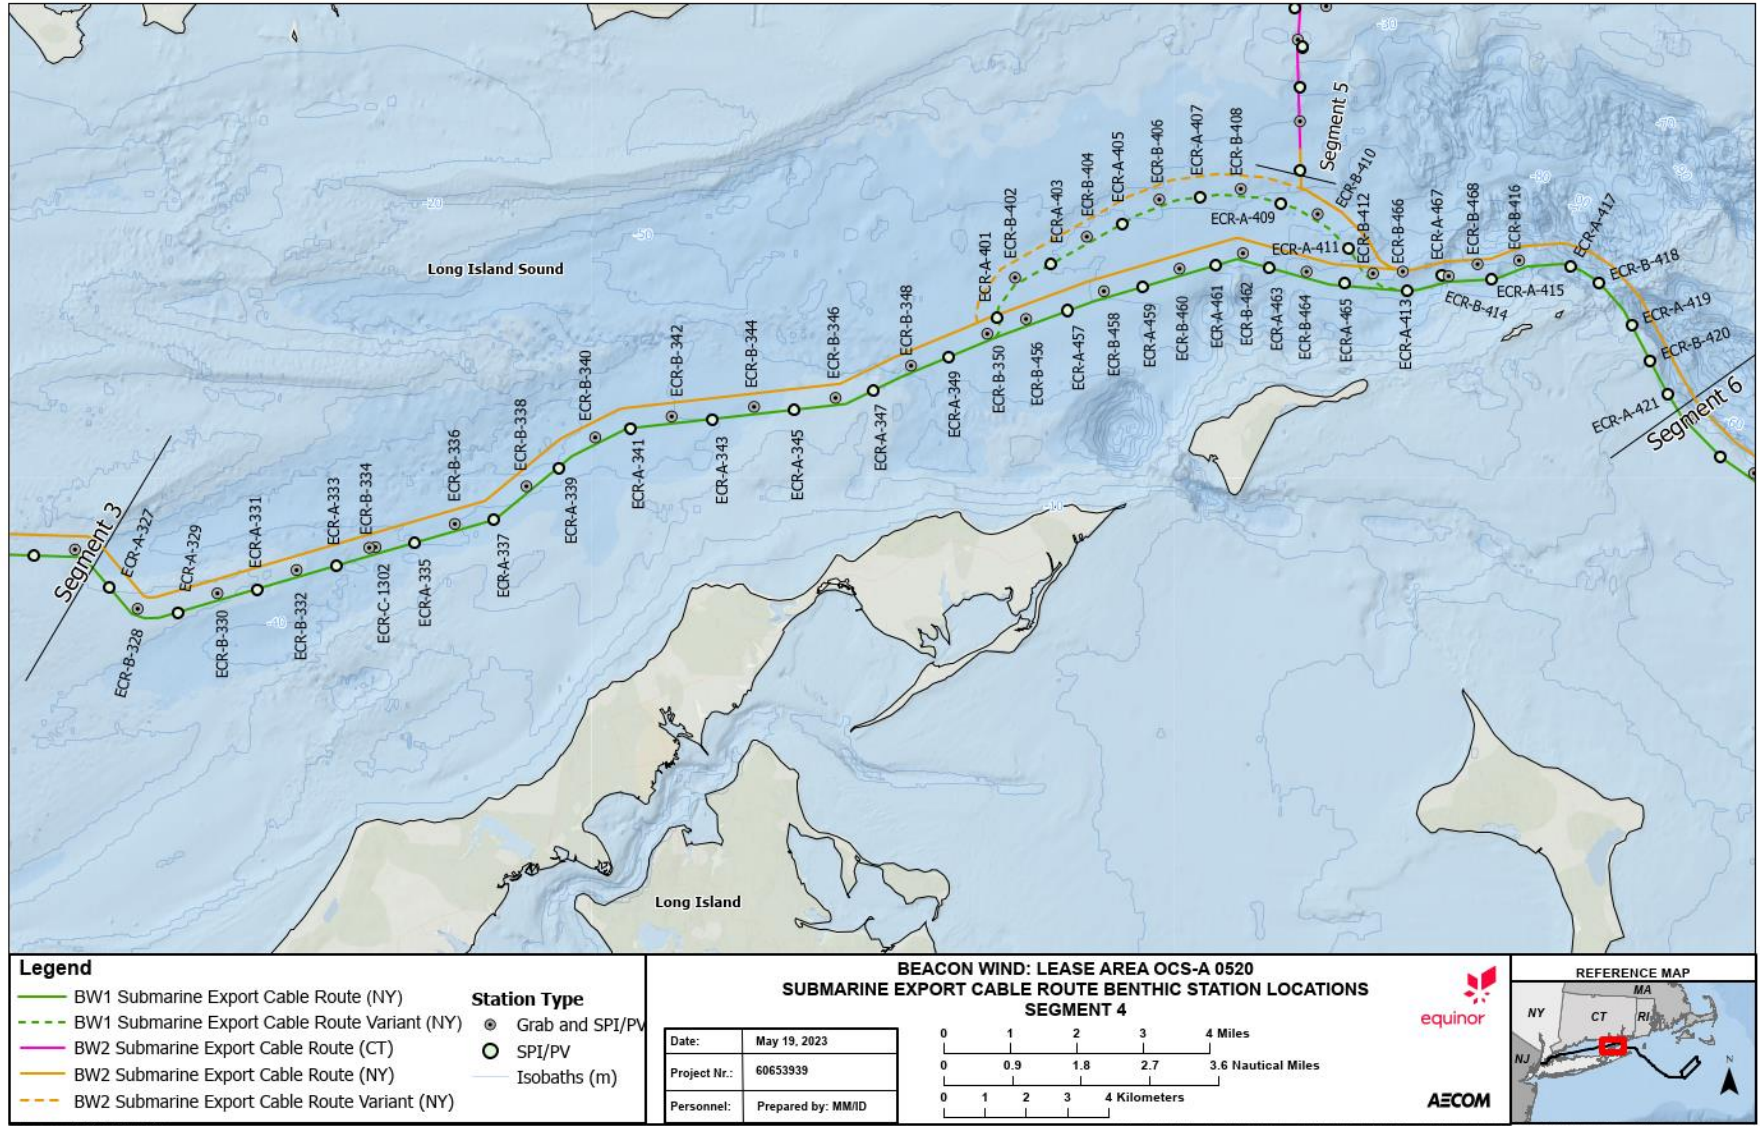 -30
Segment 5
-70
-80
-90
-90
-20
-50
Long Island Sound
ECR-A-401
ECR-B-402
ECR-A-403
ECR-B-404
ECR-A-405
ECR-B-406
ECR-A-407
ECR-B-408
ECR-A-409
ECR-B-410
ECR-A-411
ECR-B-412
ECR-B-466
ECR-A-467
ECR-B-468
ECR-B-416
ECR-A-417
ECR-B-418
ECR-A-419
ECR-B-420
ECR-A-421
Segment 6
-60
ECR-A-415
ECR-B-414
ECR-A-413
ECR-A-465
ECR-B-464
ECR-A-463
ECR-B-462
ECR-A-461
ECR-B-460
ECR-A-459
ECR-B-458
ECR-A-457
ECR-B-456
ECR-B-350
ECR-A-349
ECR-B-348
ECR-A-347
ECR-B-346
ECR-A-345
ECR-B-344
ECR-A-343
ECR-B-342
ECR-A-341
ECR-B-340
ECR-A-339
ECR-B-338
ECR-A-337
ECR-B-336
ECR-A-335
ECR-C-1302
ECR-B-334
ECR-A-333
ECR-B-332
ECR-A-331
ECR-B-330
ECR-A-329
ECR-B-328
ECR-A-327
Segment 3
-40
-10
Long Island
Legend
BW1 Submarine Export Cable Route (NY)
BW1 Submarine Export Cable Route Variant (NY)
BW2 Submarine Export Cable Route (CT)
BW2 Submarine Export Cable Route (NY)
BW2 Submarine Export Cable Route Variant (NY)
Station Type
Grab and SPI/PV
SPI/PV
Isobaths (m)
BEACON WIND: LEASE AREA OCS-A 0520
SUBMARINE EXPORT CABLE ROUTE BENTHIC STATION LOCATIONS
SEGMENT 4
Date: May 19, 2023
Project Nr.: 60653939
Personnel: Prepared by: MM/ID
0 1 2 3 4 Miles
0 0.9 1.8 2.7 3.6 Nautical Miles
0 1 2 3 4 Kilometers
equinor
AECOM
REFERENCE MAP
MA
NY
CT
RI
NJ
N